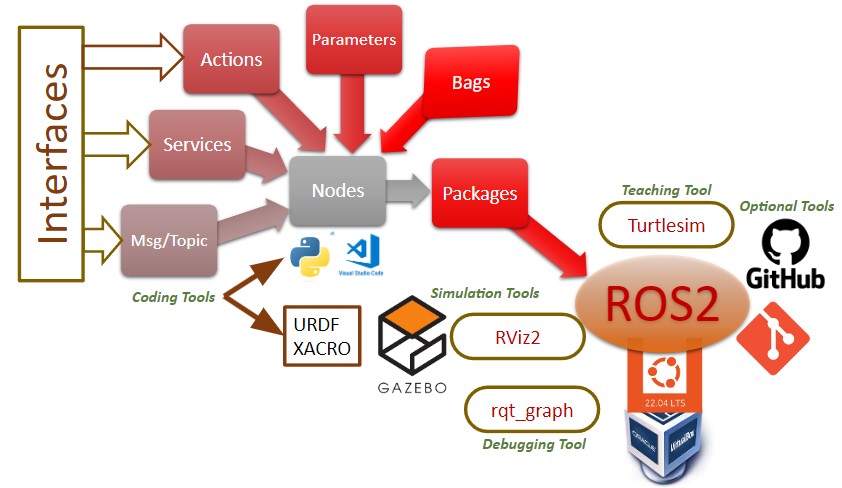 Interfaces
Actions
Parameters
Bags
Services
Nodes
Packages
Msg/Topic
Visual Studio Code
Coding Tools
URDF
XACRO
Simulation Tools
GAZEBO
RViz2
rqt_graph
Debugging Tool
Teaching Tool
Turtlesim
Optional Tools
GitHub
ROS2
22.04 LTS
ORACLE
VirtualBox